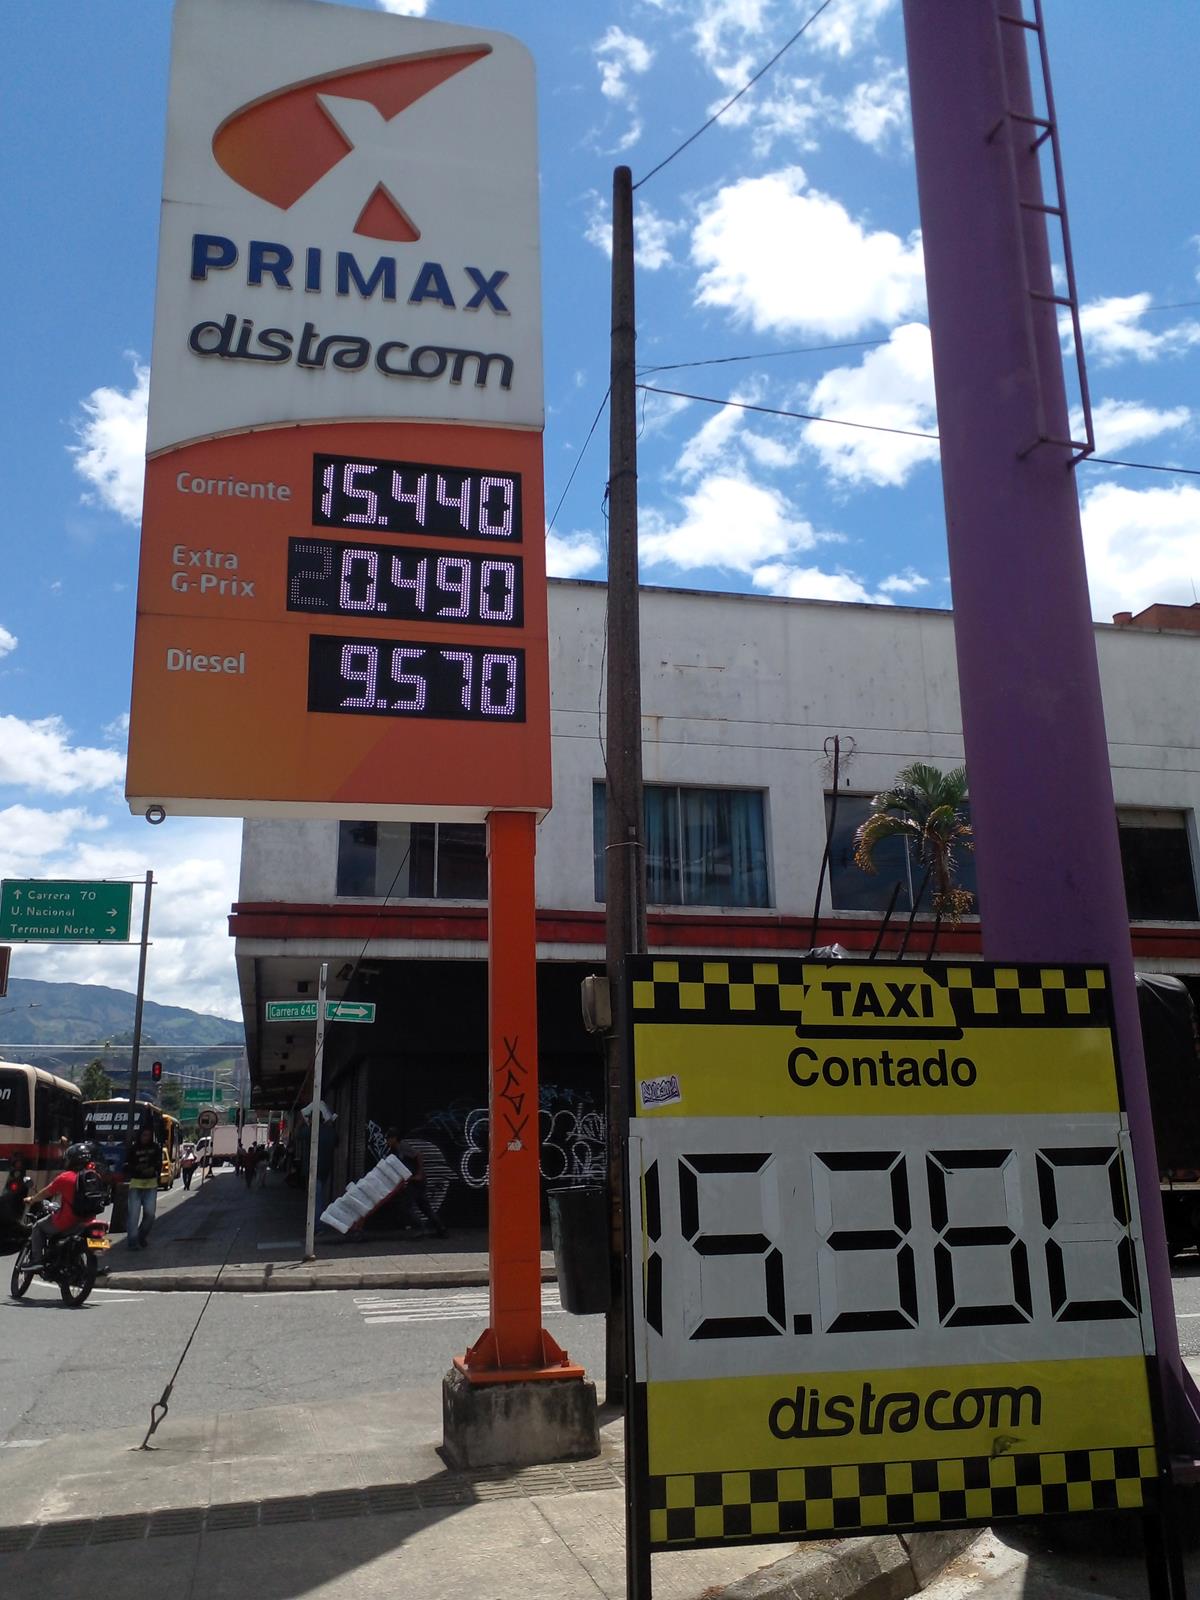 PRIMAX
distracom
Corriente 15.440
Extra
G-Prix 20.490
Diesel 9.570
Carrera 70
U. Nacional
Terminal Norte
Carrera 64C
TAXI
Contado
15.360
distracom